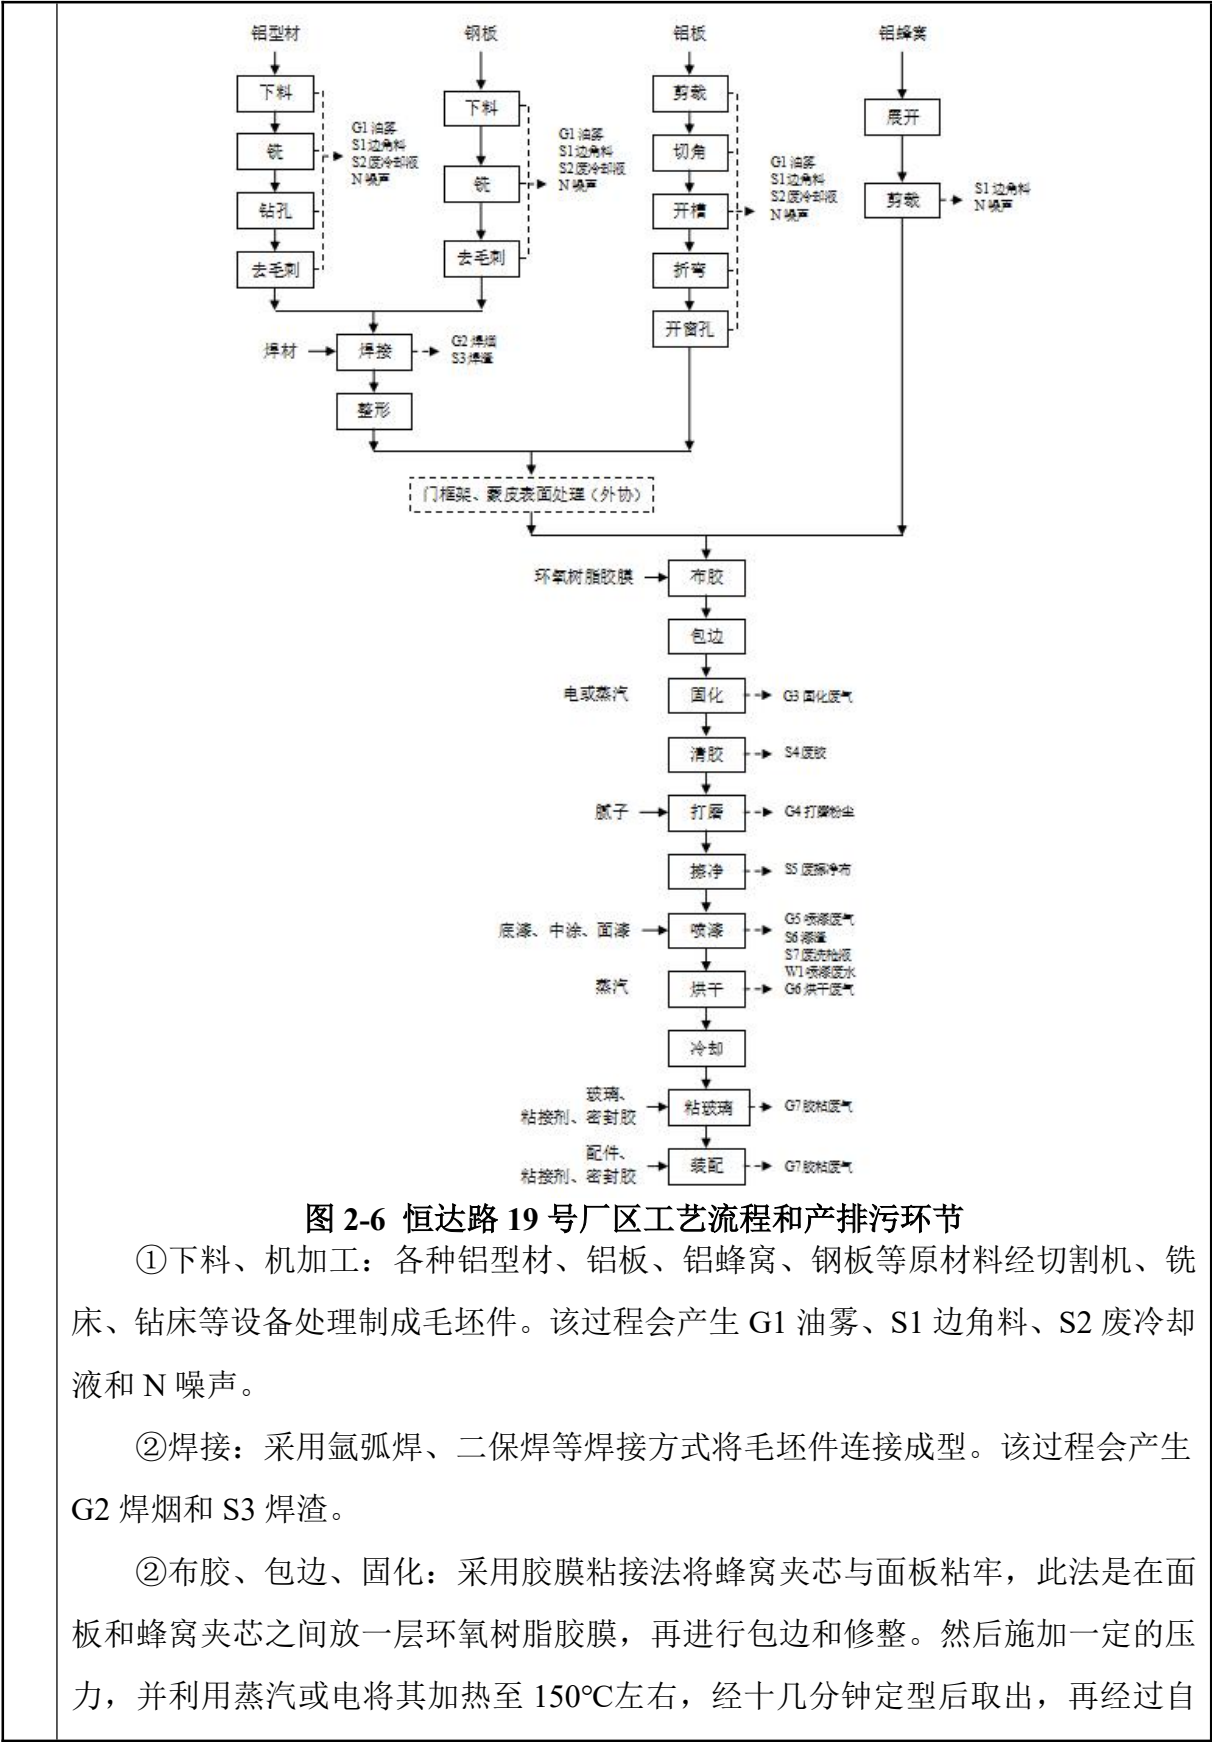 铝型材
钢板
铝板
铝蜂窝
下料
铣
钻孔
去毛刺
G1 油雾
S1边角料
S2废冷却液
N 噪声
下料
铣
去毛刺
G1 油雾
S1边角料
S2废冷却液
N 噪声
剪裁
切角
开槽
折弯
开窗孔
G1 油雾
S1边角料
S2废冷却液
N 噪声
展开
剪裁
S1 边角料
N 噪声
焊材
焊接
G2 焊烟
S3 焊渣
整形
门框架、蒙皮表面处理（外协）
环氧树脂胶膜
布胶
包边
电或蒸汽
固化
G3 固化废气
清胶
S4 废胶
腻子
打磨
G4 打磨粉尘
擦净
S5 废擦净布
底漆、中涂、面漆
喷漆
G5 喷漆废气
S6 漆渣
S7 废洗枪液
W1 喷漆废水
蒸汽
烘干
G6 烘干废气
冷却
玻璃、
粘接剂、密封胶
粘玻璃
G7 胶粘废气
配件、
粘接剂、密封胶
装配
G7 胶粘废气
图 2-6 恒达路 19 号厂区工艺流程和产排污环节
①下料、机加工：各种铝型材、铝板、铝蜂窝、钢板等原材料经切割机、铣
床、钻床等设备处理制成毛坯件。该过程会产生 G1 油雾、S1 边角料、S2 废冷却
液和 N 噪声。
②焊接：采用氩弧焊、二保焊等焊接方式将毛坯件连接成型。该过程会产生
G2 焊烟和 S3 焊渣。
②布胶、包边、固化：采用胶膜粘接法将蜂窝夹芯与面板粘牢，此法是在面
板和蜂窝夹芯之间放一层环氧树脂胶膜，再进行包边和修整。然后施加一定的压
力，并利用蒸汽或电将其加热至 150℃左右，经十几分钟定型后取出，再经过自